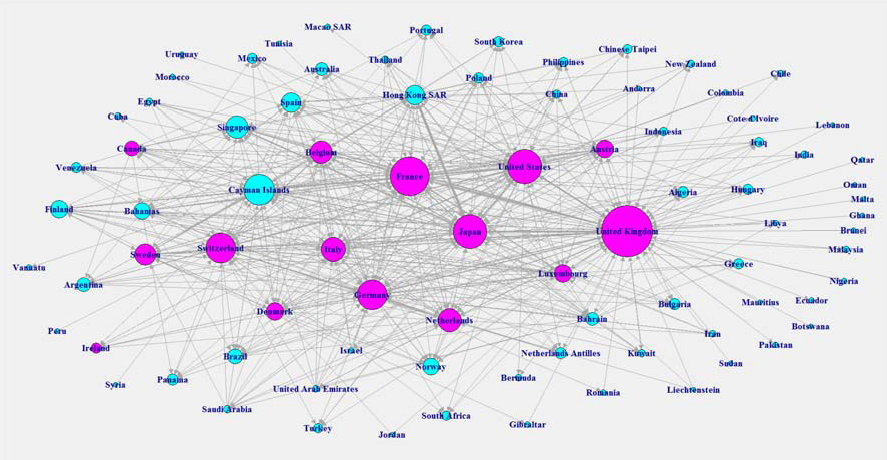 Macao SAR
Portugal
Tunisia
South Korea
Chinese Taipei
Uruguay
Mexico
Thailand
Philippines
New Zealand
Australia
Morocco
Poland
Chile
Andorra
Hong Kong SAR
China
Colombia
Egypt
Spain
Cuba
Cote d'Ivoire
Singapore
Indonesia
Lebanon
Iraq
Canada
Belgium
Austria
India
Qatar
Venezuela
United States
France
Oman
Cayman Islands
Algeria
Hungary
Malta
Finland
Bahamas
Ghana
Libya
Japan
United Kingdom
Brunei
Switzerland
Italy
Malaysia
Sweden
Greece
Vanuatu
Luxembourg
Nigeria
Argentina
Germany
Mauritius
Ecuador
Bulgaria
Denmark
Netherlands
Bahrain
Botswana
Peru
Iran
Pakistan
Ireland
Israel
Netherlands Antilles
Kuwait
Brazil
Sudan
Norway
Panama
Bermuda
Syria
United Arab Emirates
Liechtenstein
Romania
Saudi Arabia
South Africa
Gibraltar
Turkey
Jordan